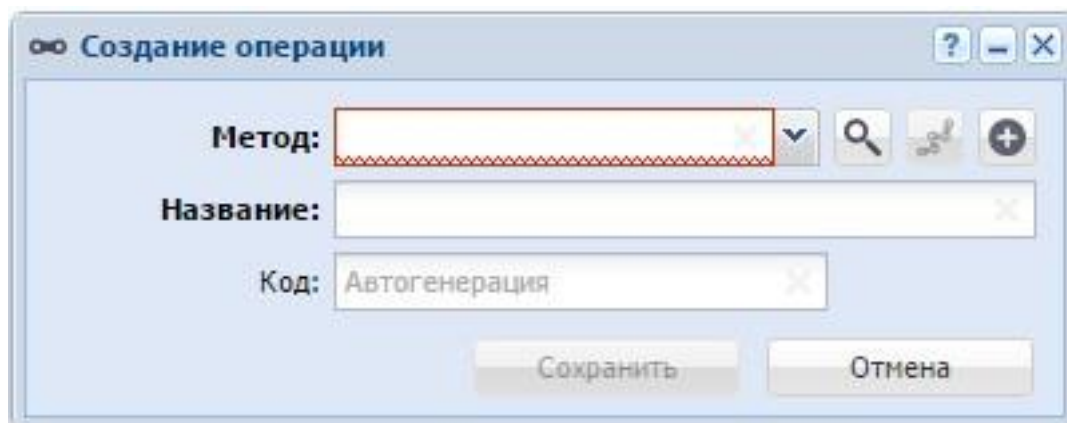 Создание операции
Метод:
Название:
Код: Автогенерация
Сохранить Отмена